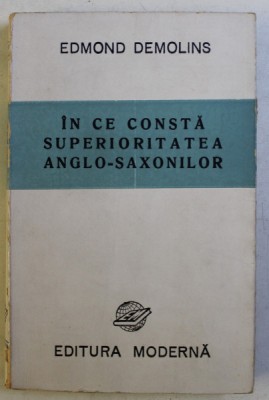 EDMOND DEMOLINS
ÎN CE CONSTĂ
SUPERIORITATEA
ANGLO-SAXONILOR
EDITURA MODERNĂ